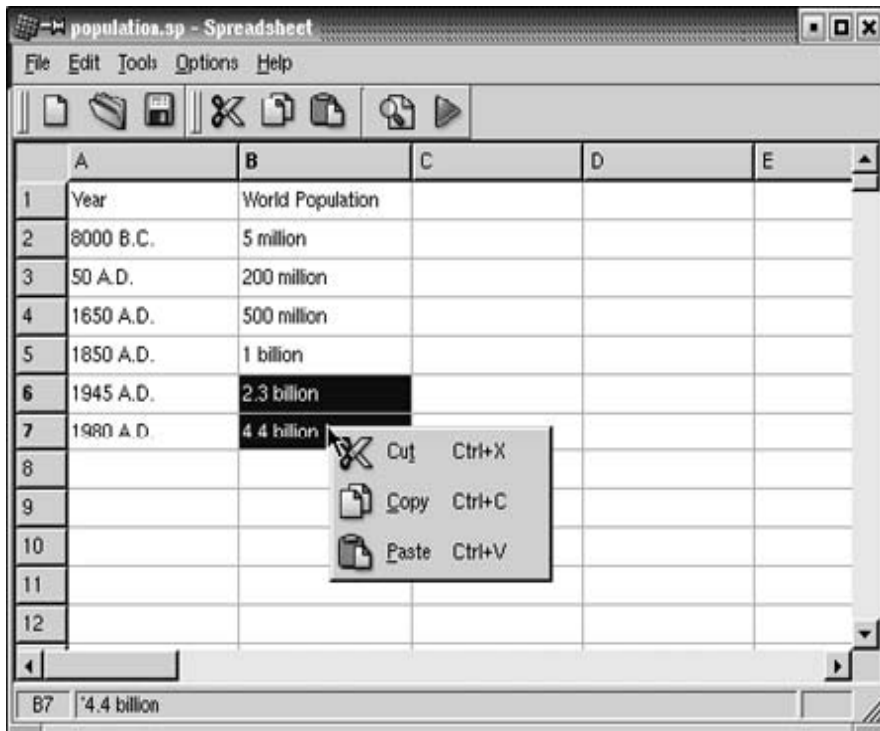 population.sp - Spreadsheet
File Edit Tools Options Help
A B C D E
1 Year World Population
2 8000 B.C. 5 million
3 50 A.D. 200 million
4 1650 A.D. 500 million
5 1850 A.D. 1 billion
6 1945 A.D. 2.3 billion
7 1980 A.D. 4.4 billion
Cut Ctrl+X
8
9 Copy Ctrl+C
10 Paste Ctrl+V
11
12
B7 '4.4 billion